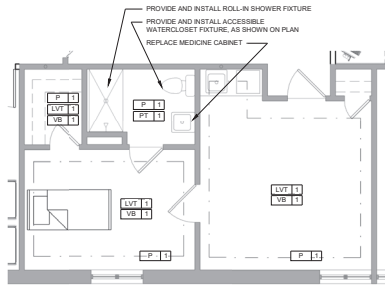 PROVIDE AND INSTALL ROLL-IN SHOWER FIXTURE
PROVIDE AND INSTALL ACCESSIBLE
WATERCLOSET FIXTURE, AS SHOWN ON PLAN
REPLACE MEDICINE CABINET
P 1
LVT 1
VB 1
P 1
PT 1
LVT 1
VB 1
LVT 1
VB 1
P 1
P 1